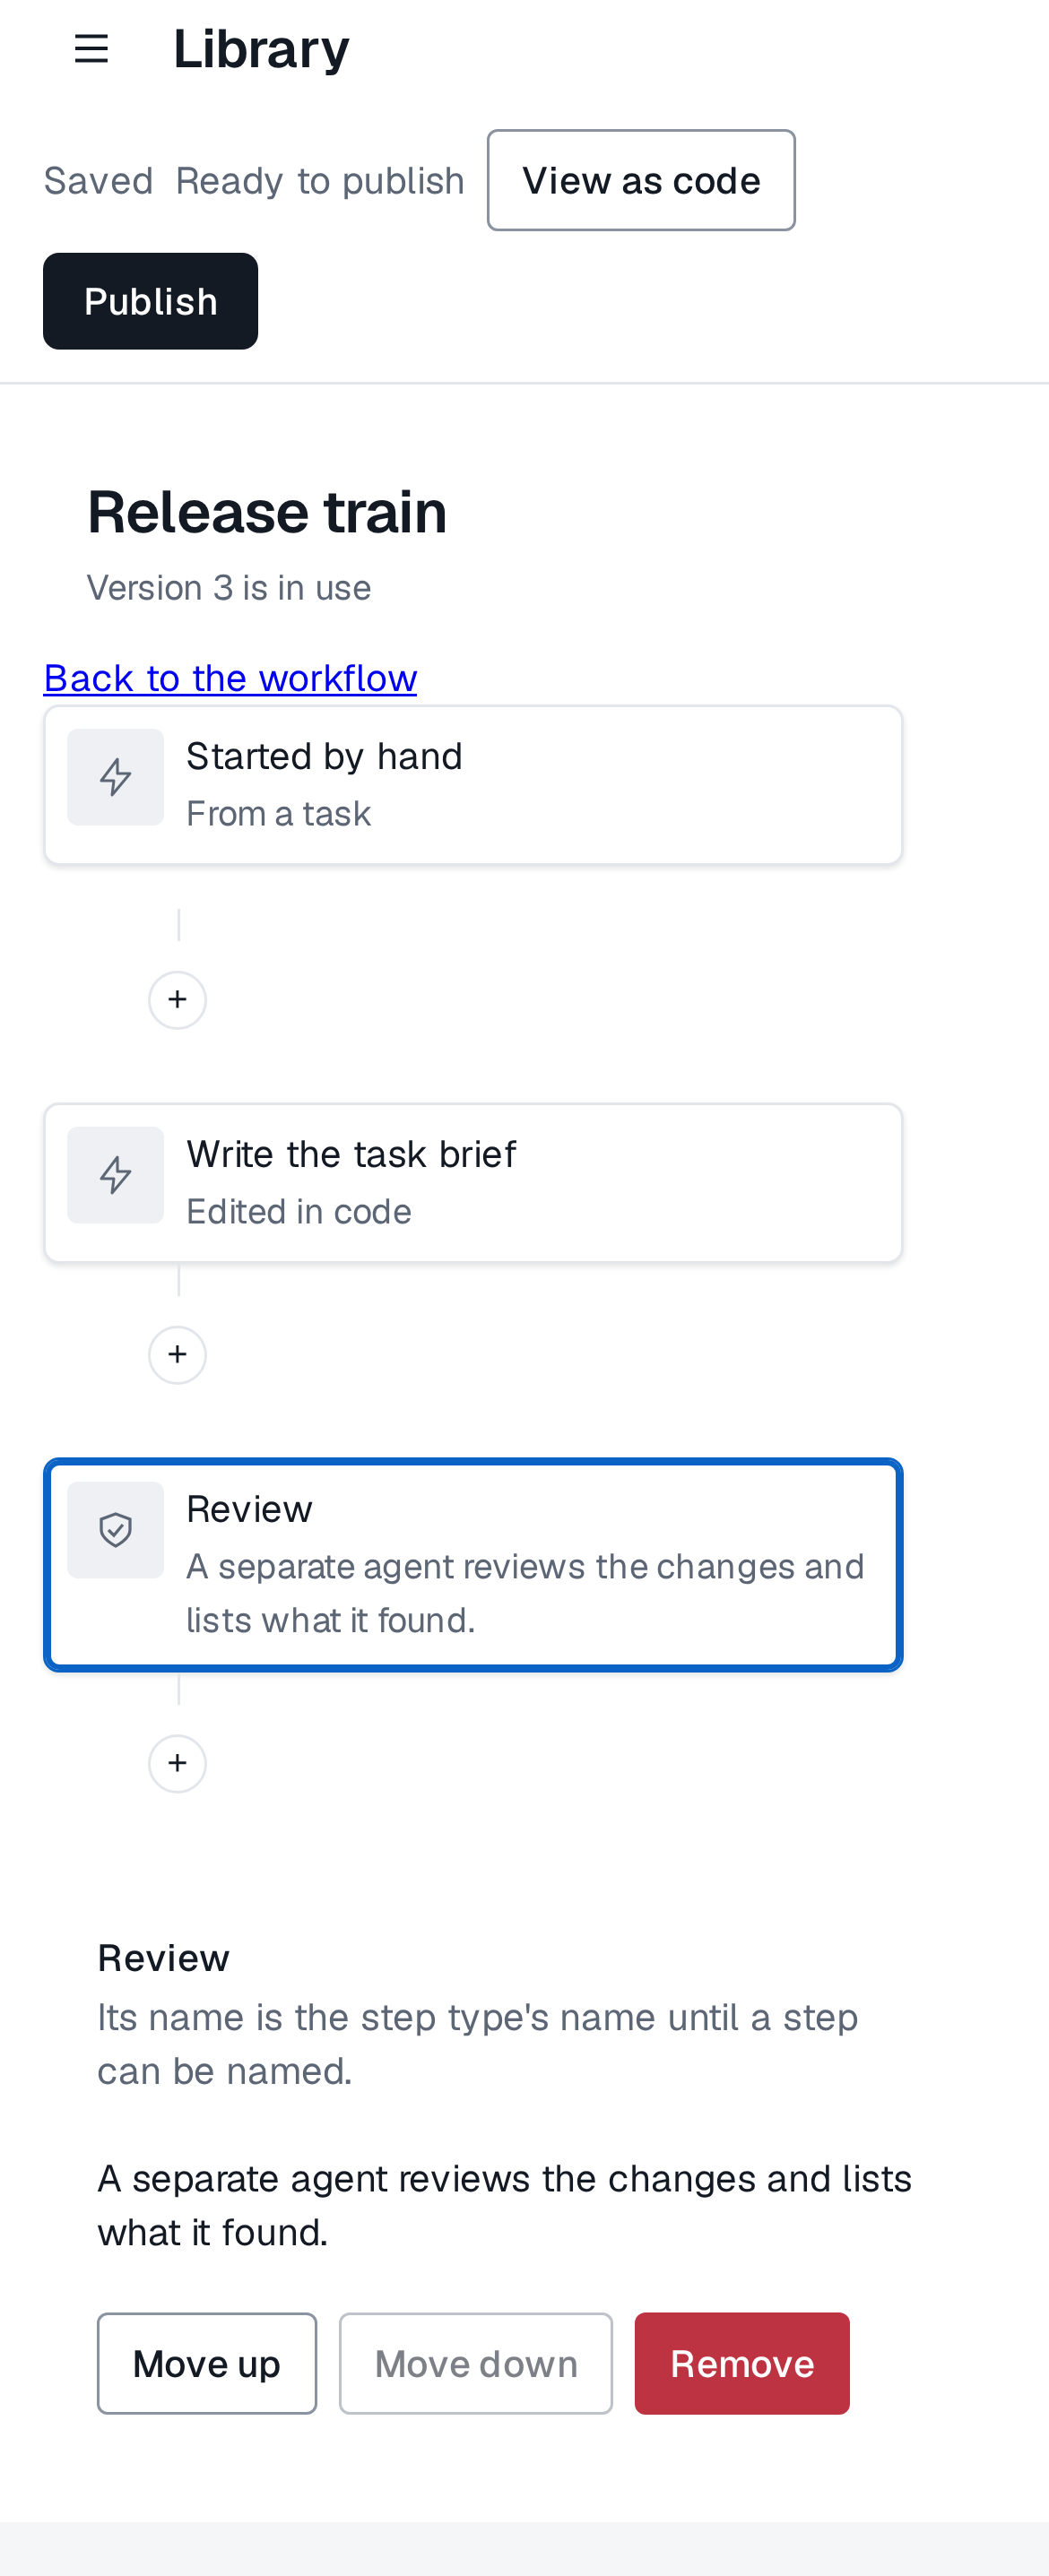 Library
Saved Ready to publish View as code
Publish
Release train
Version 3 is in use
Back to the workflow
Started by hand
From a task
+
Write the task brief
Edited in code
+
Review
A separate agent reviews the changes and
lists what it found.
+
Review
Its name is the step type's name until a step
can be named.
A separate agent reviews the changes and lists
what it found.
Move up Move down Remove